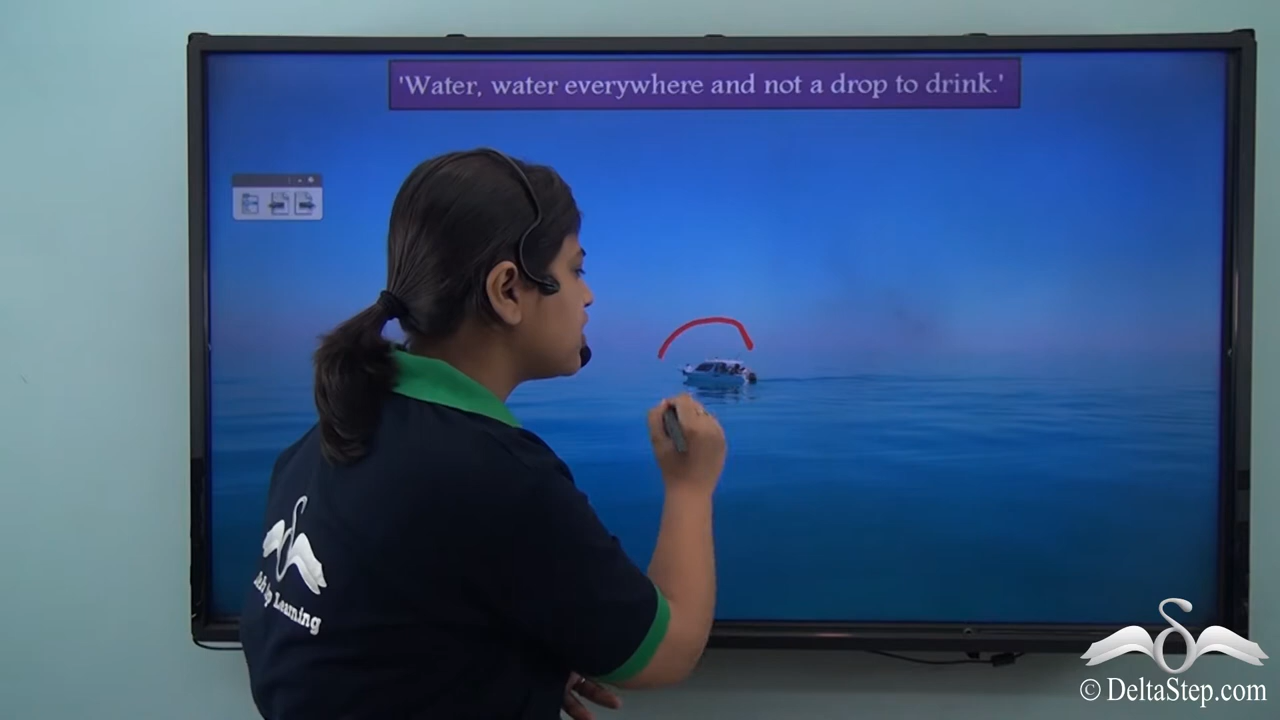 'Water, water everywhere and not a drop to drink.'
Learning
© DeltaStep.com